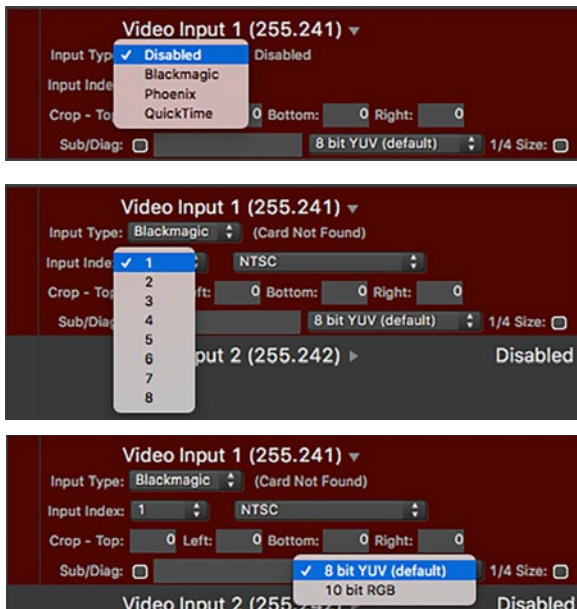 Video Input 1 (255.241)
Input Typ ✓ Disabled Disabled
Blackmagic
Input Inde Phoenix
QuickTime
Crop - To 0 Bottom: 0 Right: 0
Sub/Diag: 8 bit YUV (default) 1/4 Size:
Video Input 1 (255.241)
Input Type: Blackmagic (Card Not Found)
Input Inde ✓ 1 NTSC
2
Crop - Top 3 ft: 0 Bottom: 0 Right: 0
Sub/Diag 4 8 bit YUV (default) 1/4 Size:
5
6 put 2 (255.242) Disabled
7
8
Video Input 1 (255.241)
Input Type: Blackmagic (Card Not Found)
Input Index: 1 NTSC
Crop - Top: 0 Left: 0 Bottom: 0 Right: 0
Sub/Diag: ✓ 8 bit YUV (default) 1/4 Size:
10 bit RGB
Video Input 2 (255 Disabled